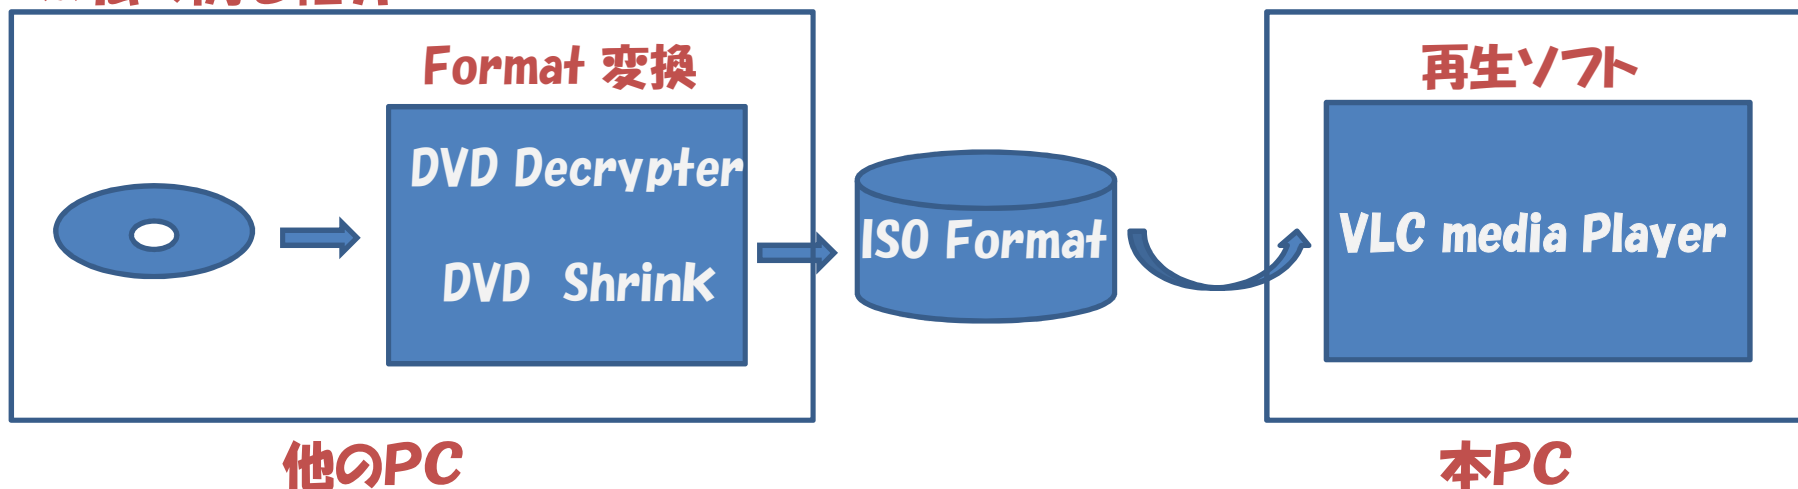 Format 変換
DVD Decrypter
DVD Shrink
他のPC
ISO Format
再生ソフト
VLC media Player
本PC